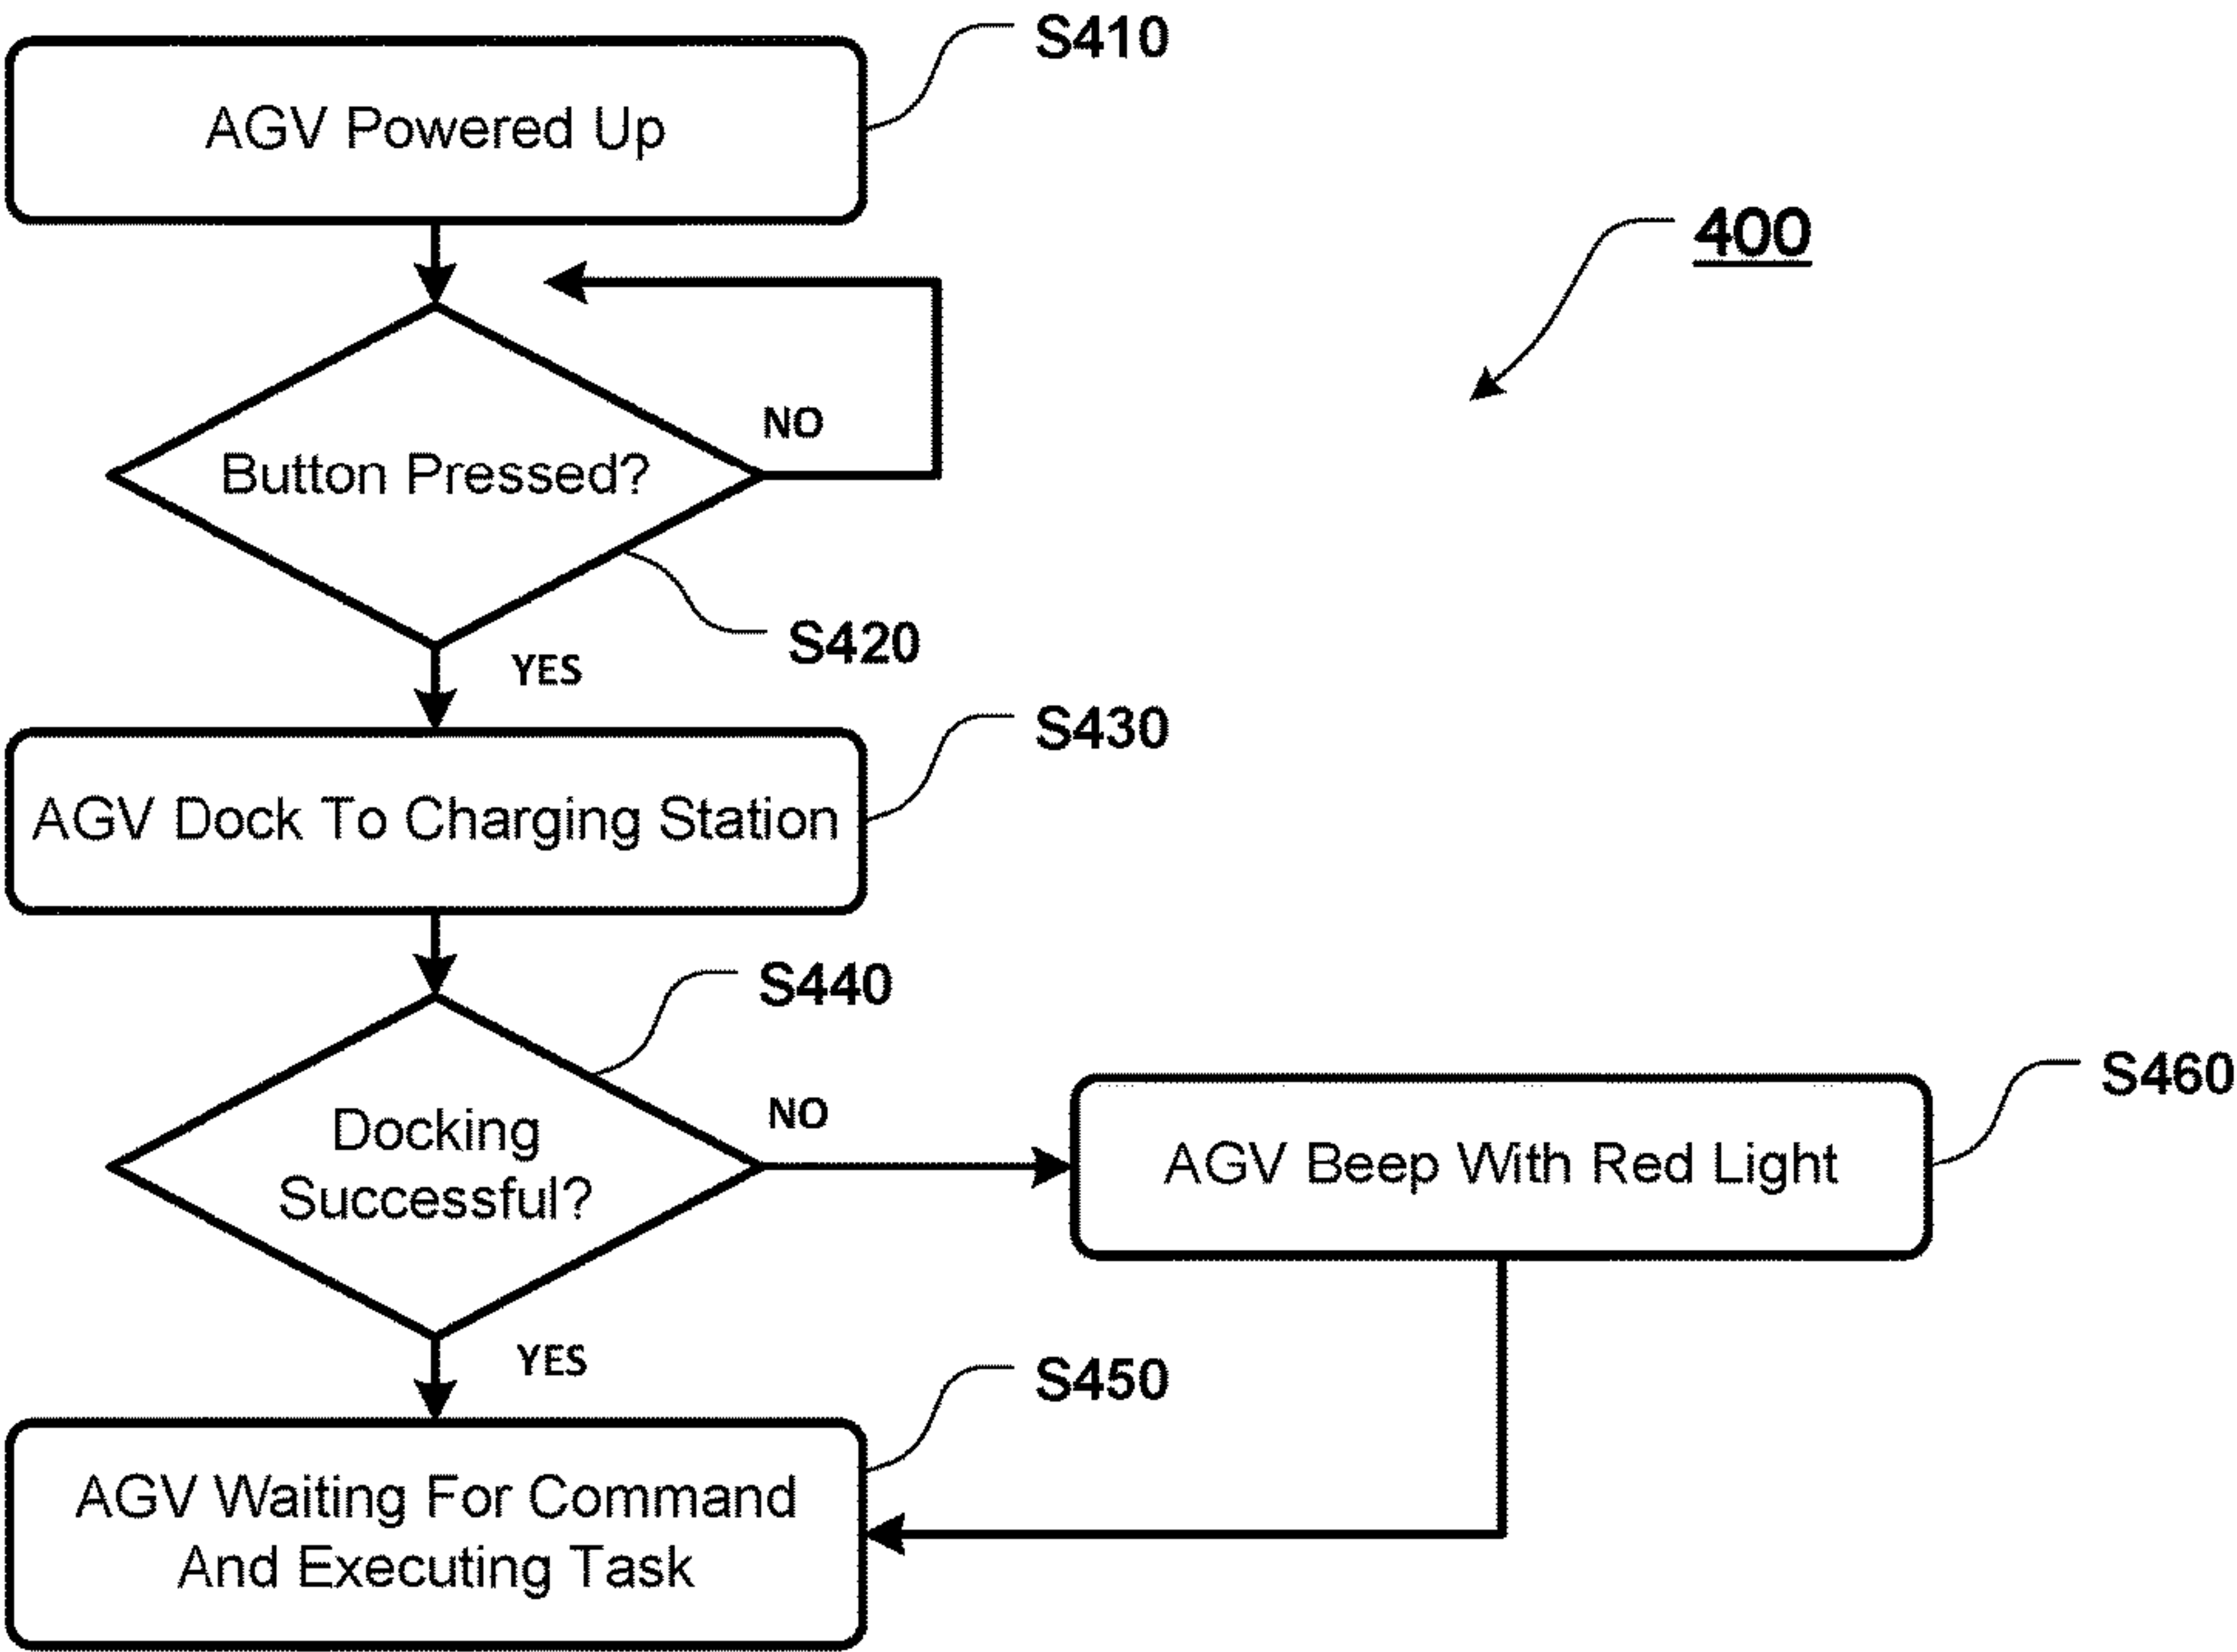 S410
AGV Powered Up
400
NO
Button Pressed?
S420
YES
S430
AGV Dock To Charging Station
S440
NO
S460
Docking
Successful?
AGV Beep With Red Light
YES
S450
AGV Waiting For Command
And Executing Task